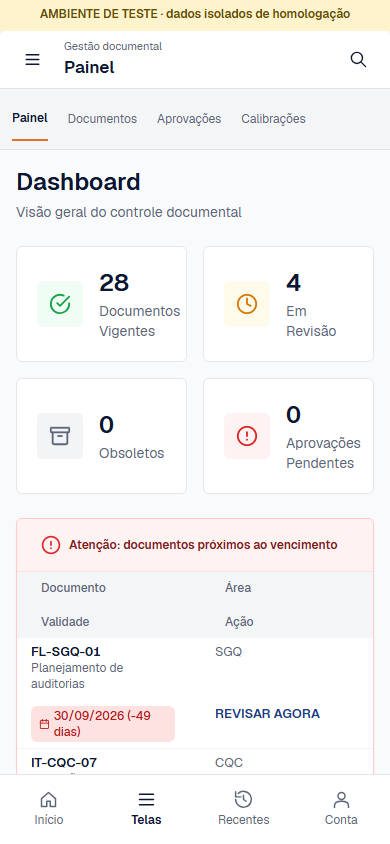 AMBIENTE DE TESTE · dados isolados de homologação
Gestão documental
Painel
Painel Documentos Aprovações Calibrações
Dashboard
Visão geral do controle documental
28
Documentos
Vigentes
4
Em
Revisão
0
Obsoletos
0
Aprovações
Pendentes
Atenção: documentos próximos ao vencimento
Documento Área
Validade Ação
FL-SGQ-01 SGQ
Planejamento de
auditorias
30/09/2026 (-49
dias)
REVISAR AGORA
IT-CQC-07 CQC
Início Telas Recentes Conta